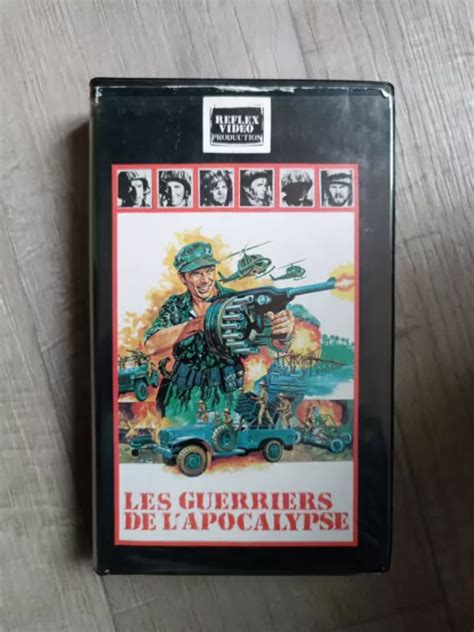 REFLEX
VIDEO
PRODUCTION
LES GUERRIERS
DE L'APOCALYPSE